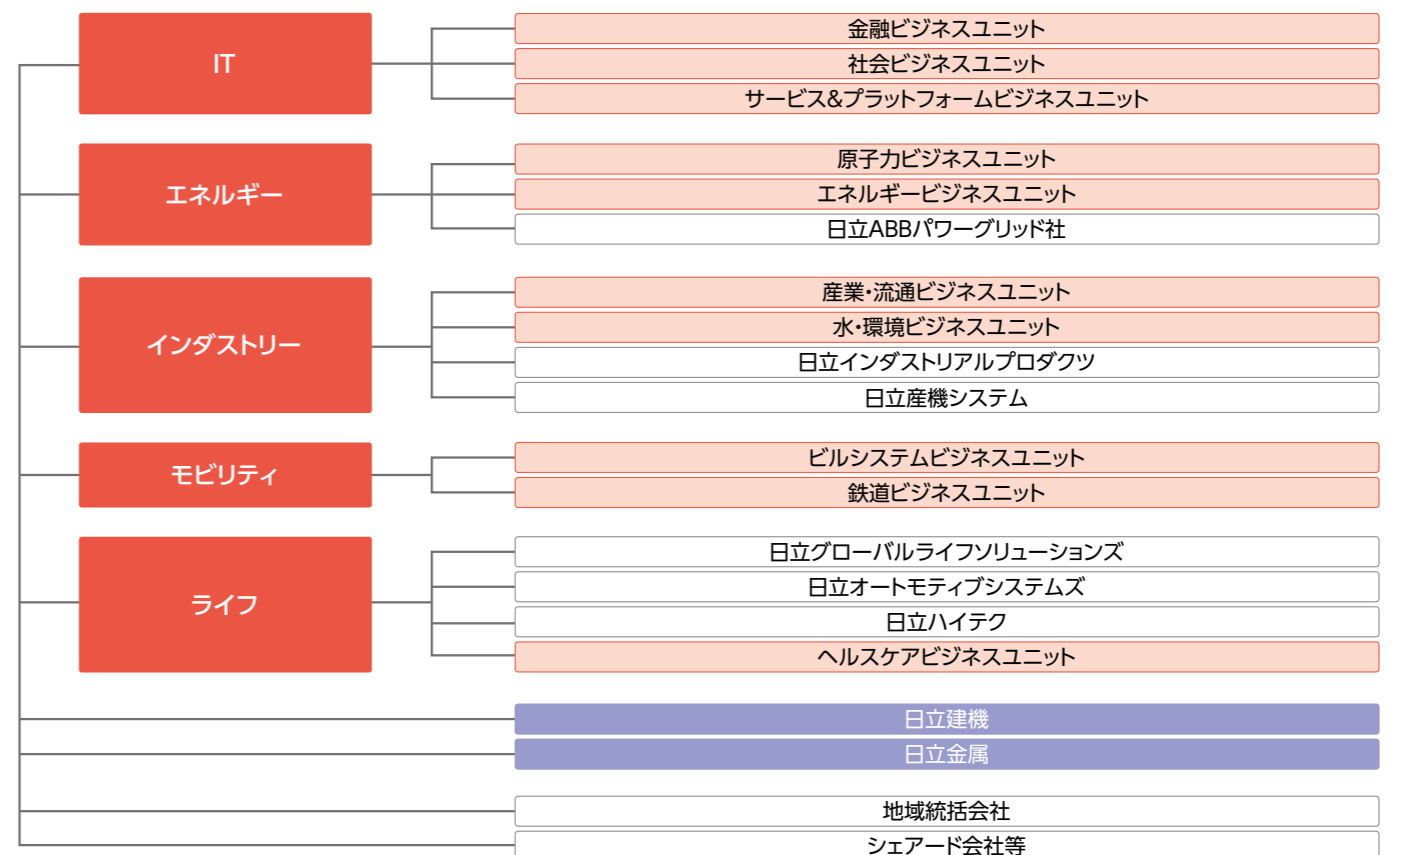 IT
金融ビジネスユニット
社会ビジネスユニット
サービス&プラットフォームビジネスユニット
エネルギー
原子力ビジネスユニット
エネルギービジネスユニット
日立ABBパワーグリッド社
インダストリー
産業・流通ビジネスユニット
水・環境ビジネスユニット
日立インダストリアルプロダクツ
日立産機システム
モビリティ
ビルシステムビジネスユニット
鉄道ビジネスユニット
ライフ
日立グローバルライフソリューションズ
日立オートモティブシステムズ
日立ハイテク
ヘルスケアビジネスユニット
日立建機
日立金属
地域統括会社
シェアード会社等